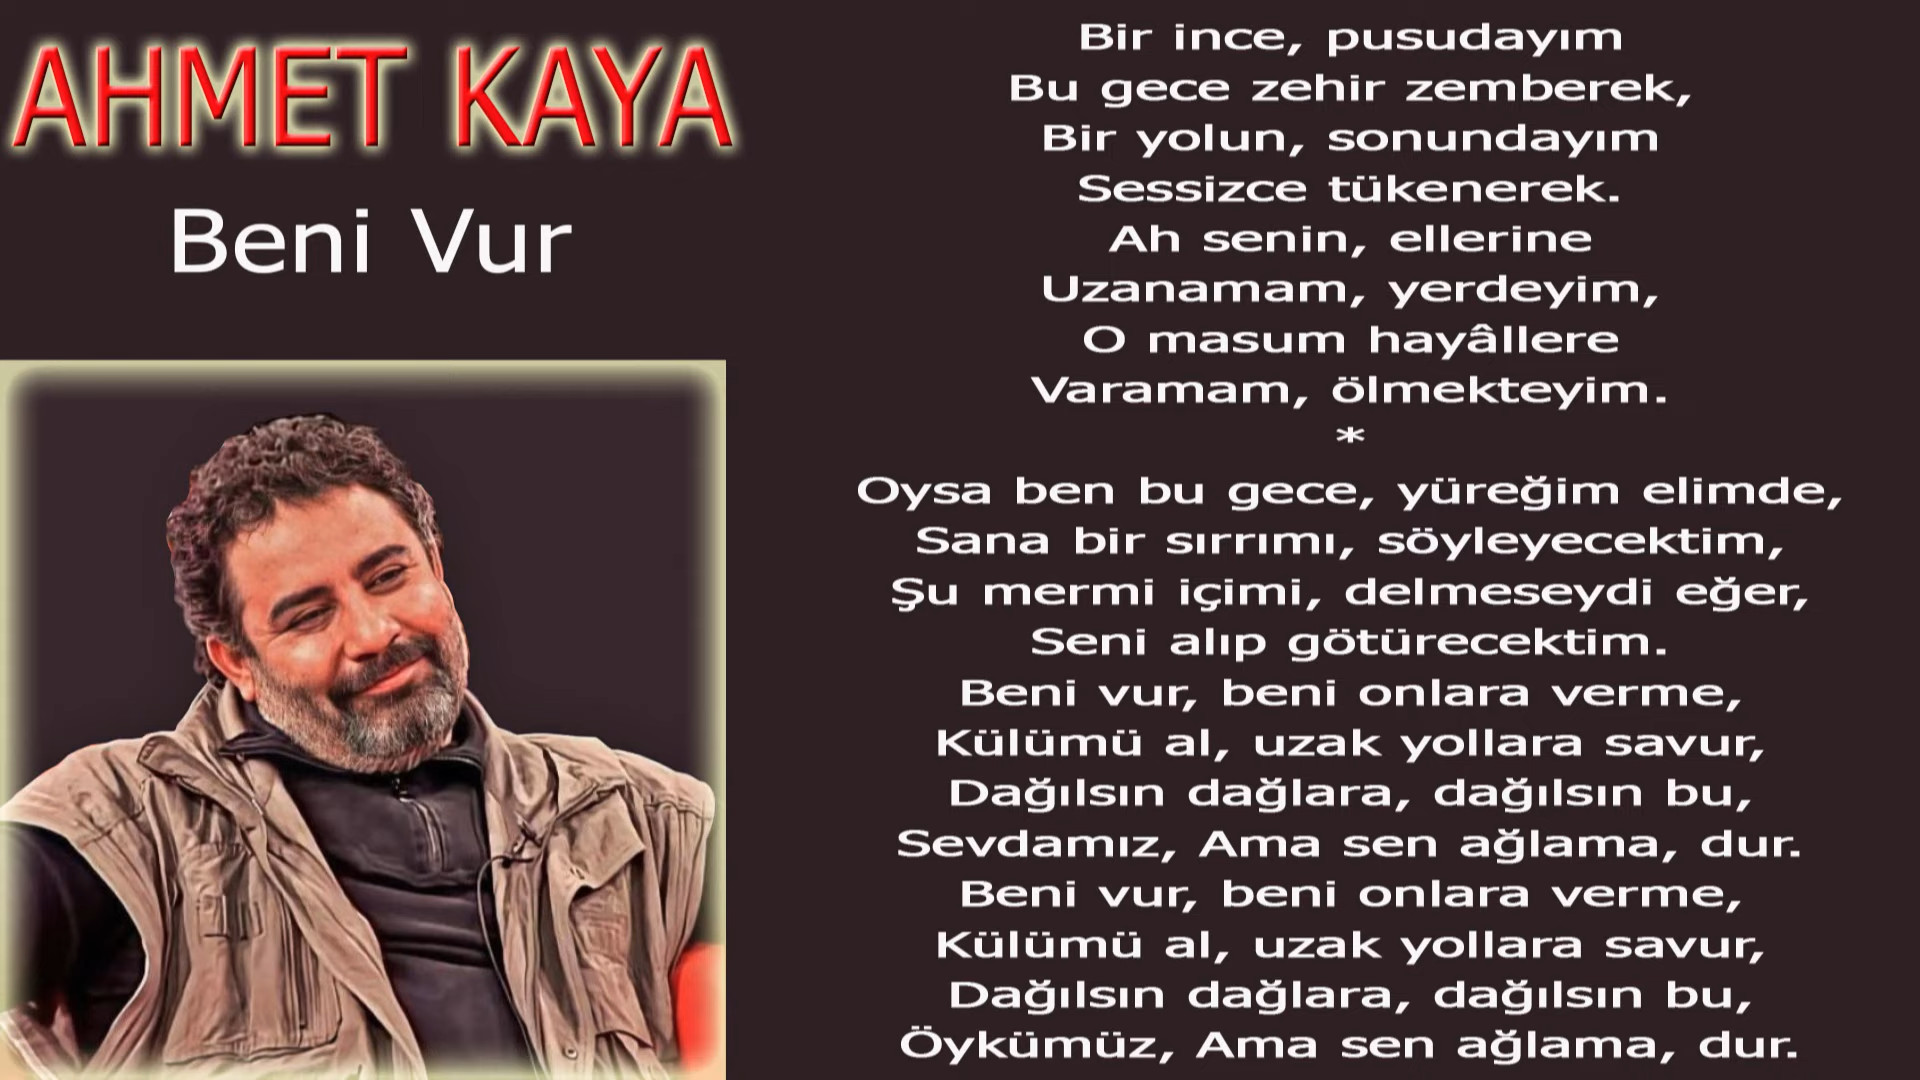 AHMET KAYA
Beni Vur
Bir ince, pusudayım
Bu gece zehir zemberek,
Bir yolun, sonundayım
Sessizce tükenerek.
Ah senin, ellerine
Uzanamam, yerdeyim,
O masum hayâllere
Varamam, ölmekteyim.
*
Oysa ben bu gece, yüreğim elimde,
Sana bir sırrımı, söyleyecektim,
Şu mermi içimi, delmeseydi eğer,
Seni alıp götürecektim.
Beni vur, beni onlara verme,
Külümü al, uzak yollara savur,
Dağılsın dağlara, dağılsın bu,
Sevdamız, Ama sen ağlama, dur.
Beni vur, beni onlara verme,
Külümü al, uzak yollara savur,
Dağılsın dağlara, dağılsın bu,
Öykümüz, Ama sen ağlama, dur.